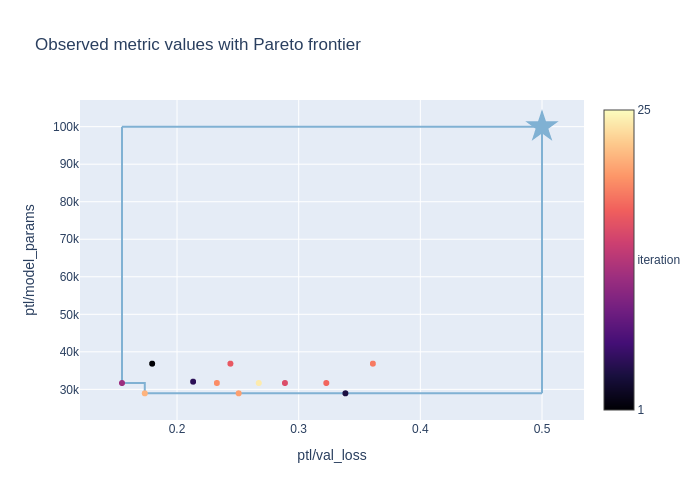 Observed metric values with Pareto frontier
25
100k
90k
80k
70k
60k
50k
40k
30k
ptl/model_params
iteration
1
0.2
0.3
0.4
0.5
ptl/val_loss